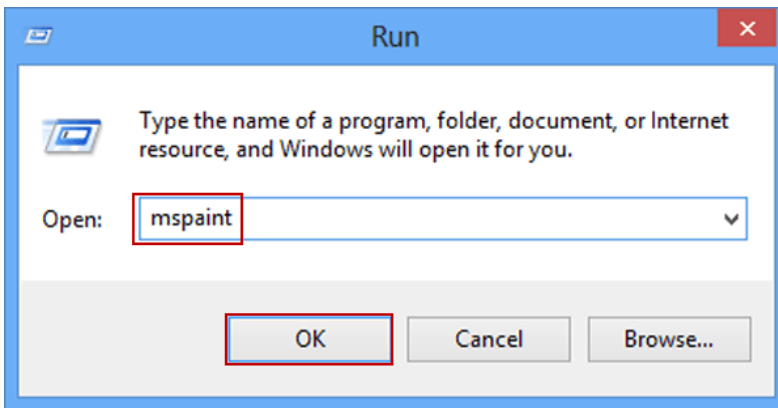 Run
Type the name of a program, folder, document, or Internet
resource, and Windows will open it for you.
Open: mspaint
OK Cancel Browse...